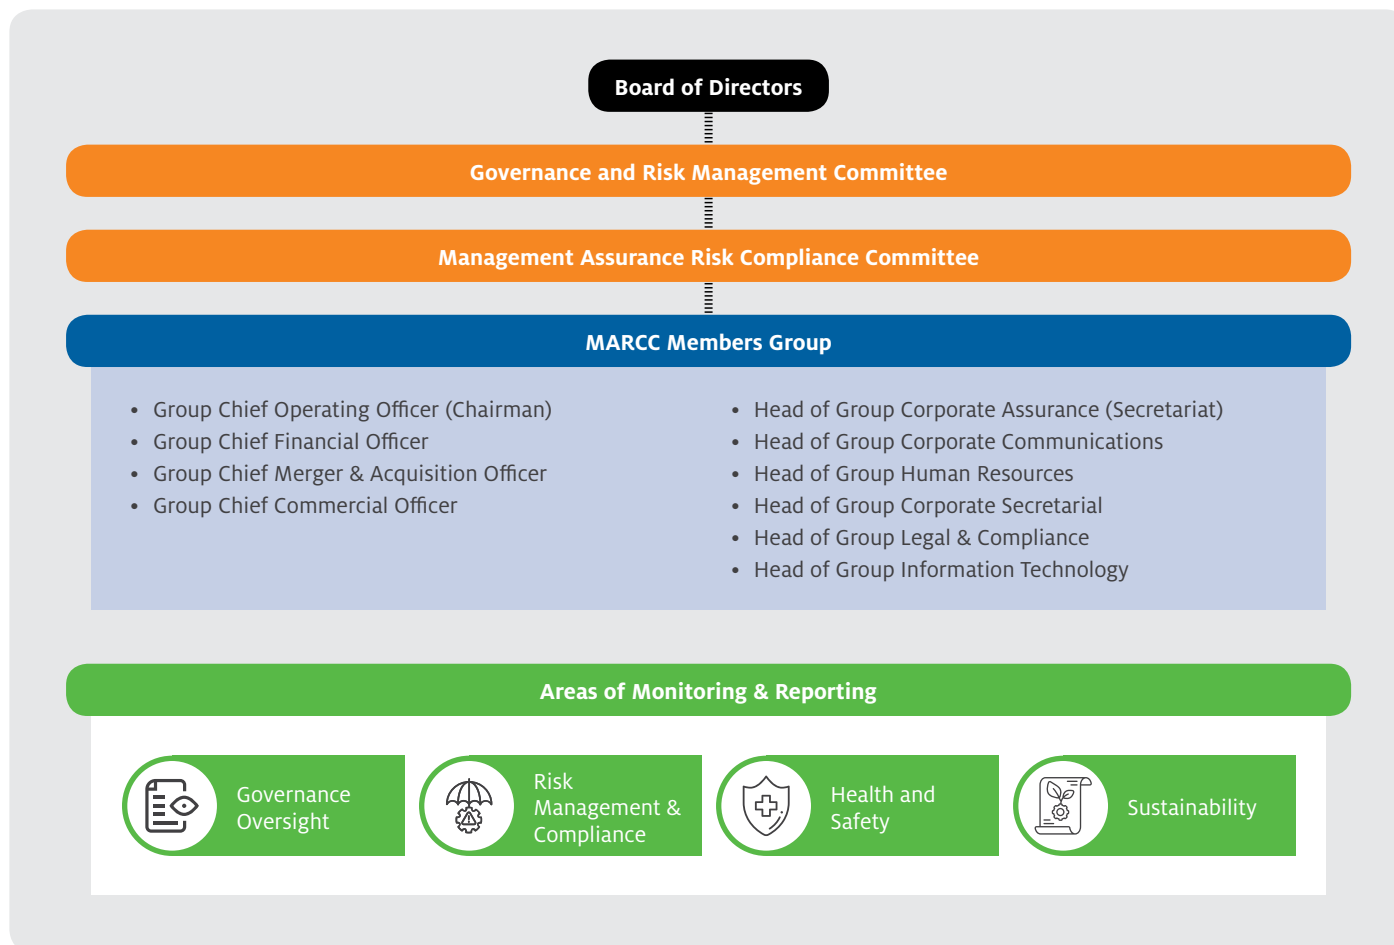 Board of Directors
Governance and Risk Management Committee
Management Assurance Risk Compliance Committee
MARCC Members Group
• Group Chief Operating Officer (Chairman)
• Group Chief Financial Officer
• Group Chief Merger & Acquisition Officer
• Group Chief Commercial Officer
• Head of Group Corporate Assurance (Secretariat)
• Head of Group Corporate Communications
• Head of Group Human Resources
• Head of Group Corporate Secretarial
• Head of Group Legal & Compliance
• Head of Group Information Technology
Areas of Monitoring & Reporting
Governance
Oversight
Risk
Management &
Compliance
Health and
Safety
Sustainability